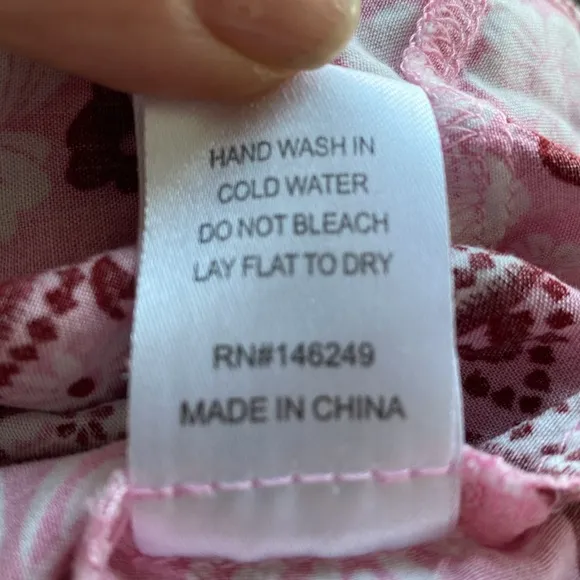 HAND WASH IN
COLD WATER
DO NOT BLEACH
LAY FLAT TO DRY
RN#146249
MADE IN CHINA